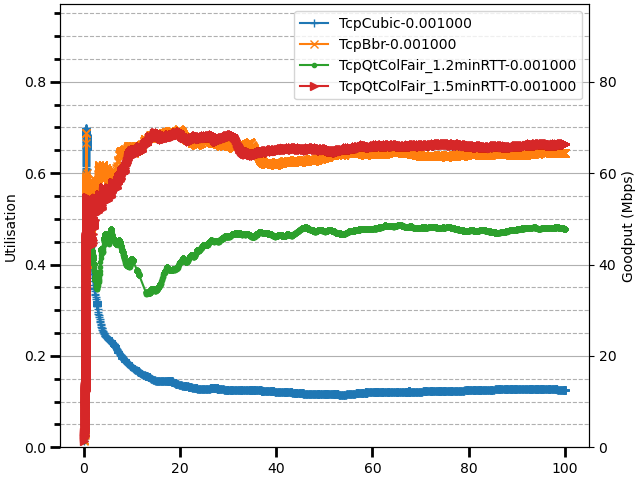 TcpCubic-0.001000
TcpBbr-0.001000
TcpQtColFair_1.2minRTT-0.001000
TcpQtColFair_1.5minRTT-0.001000
Utilisation
0.8
0.6
0.4
0.2
0.0
Goodput (Mbps)
80
60
40
20
0
0 20 40 60 80 100